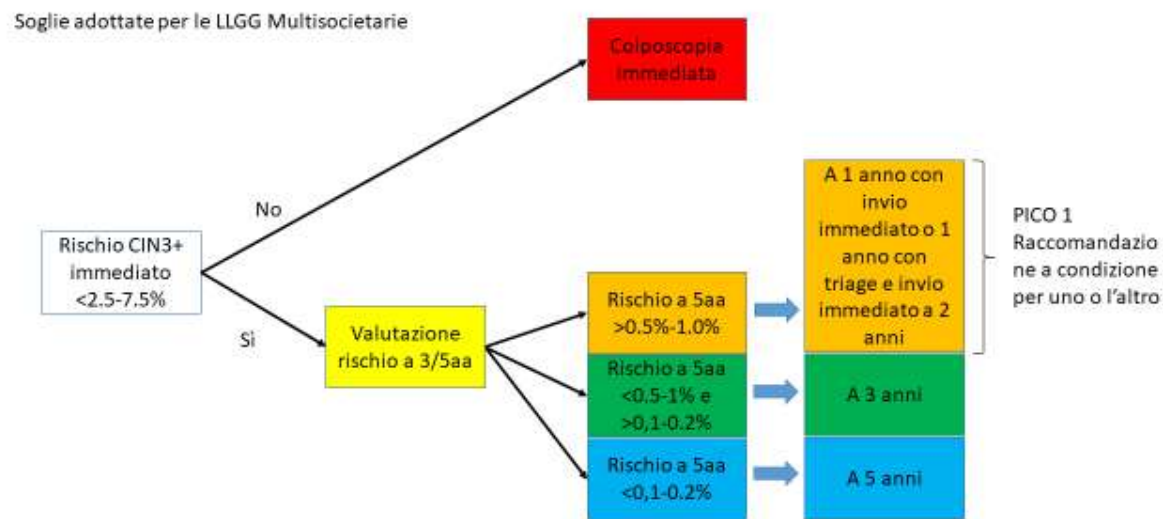 Soglie adottate per le LLGG Multisocietarie
Colposcopia
immediata
No
Rischio CIN3+
immediato
<2.5-7.5%
Sì
Valutazione
rischio a 3/5aa
Rischio a 5aa
>0.5%-1.0%
Rischio a 5aa
<0.5-1% e
>0,1-0.2%
Rischio a 5aa
<0,1-0.2%
A 1 anno con
invio
immediato o 1
anno con
triage e invio
immediato a 2
anni
A 3 anni
A 5 anni
PICO 1
Raccomandazio
ne a condizione
per uno o l'altro